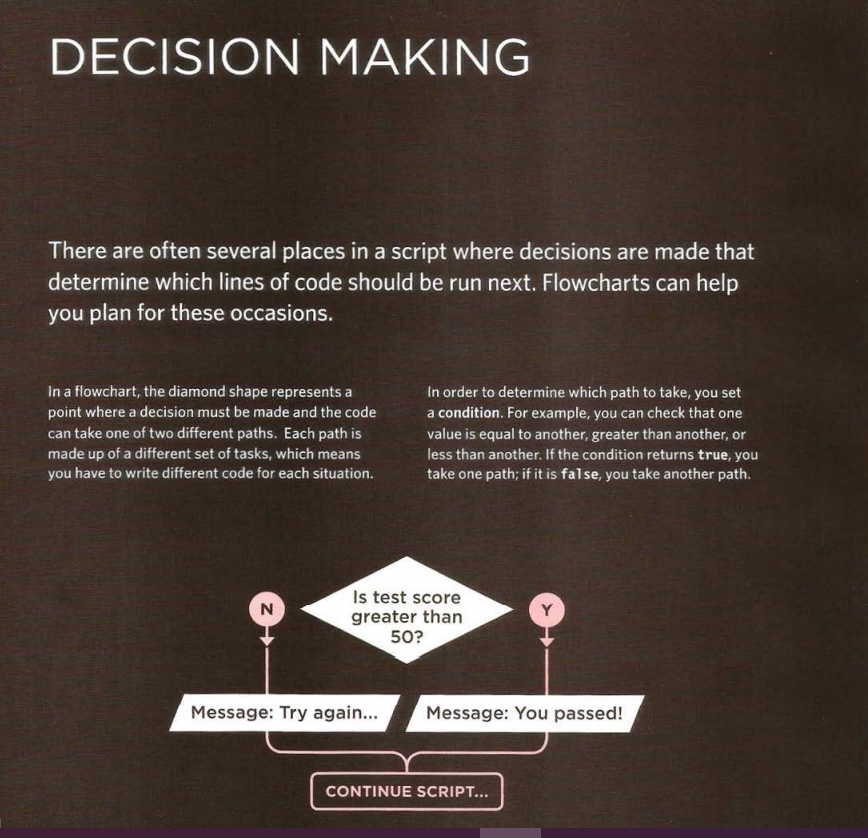 DECISION MAKING
There are often several places in a script where decisions are made that
determine which lines of code should be run next. Flowcharts can help
you plan for these occasions.
In a flowchart, the diamond shape represents a
point where a decision must be made and the code
can take one of two different paths. Each path is
made up of a different set of tasks, which means
you have to write different code for each situation.
In order to determine which path to take, you set
a condition. For example, you can check that one
value is equal to another, greater than another, or
less than another. If the condition returns true, you
take one path; if it is false, you take another path.
Is test score
greater than
50?
N
Y
Message: Try again...
Message: You passed!
CONTINUE SCRIPT...